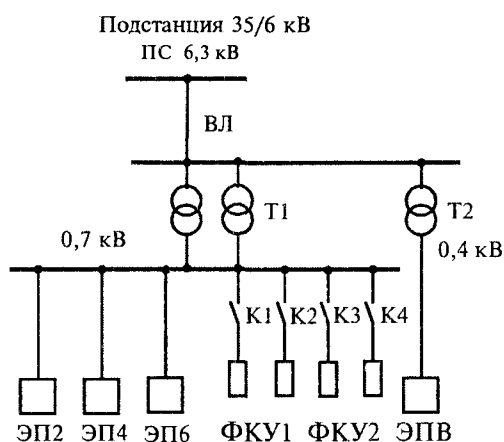 Подстанция 35/6 кВ
ПС 6,3 кВ
ВЛ
Т1
Т2
0,7 кВ
0,4 кВ
К1
К2
К3
К4
ЭП2
ЭП4
ЭП6
ФКУ1
ФКУ2
ЭПВ